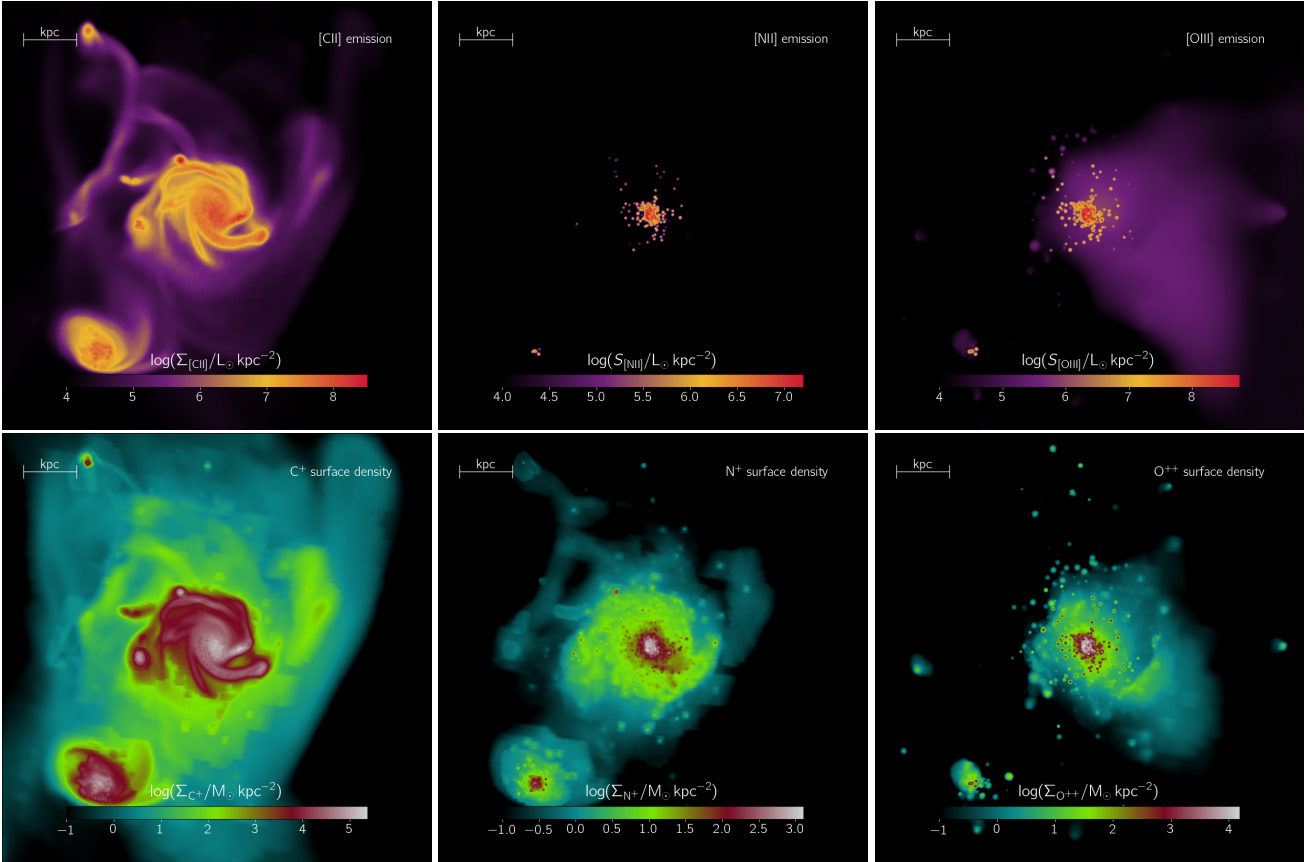 kpc
[CII] emission
log(Σ[CII]/L⊙ kpc⁻²)
4 5 6 7 8
kpc
[NII] emission
log(S[NII]/L⊙ kpc⁻²)
4.0 4.5 5.0 5.5 6.0 6.5 7.0
kpc
[OIII] emission
log(S[OIII]/L⊙ kpc⁻²)
4 5 6 7 8
kpc
C⁺ surface density
log(Σ_C⁺/M⊙ kpc⁻²)
−1 0 1 2 3 4 5
kpc
N⁺ surface density
log(Σ_N⁺/M⊙ kpc⁻²)
−1.0 −0.5 0.0 0.5 1.0 1.5 2.0 2.5 3.0
kpc
O⁺⁺ surface density
log(Σ_O⁺⁺/M⊙ kpc⁻²)
−1 0 1 2 3 4